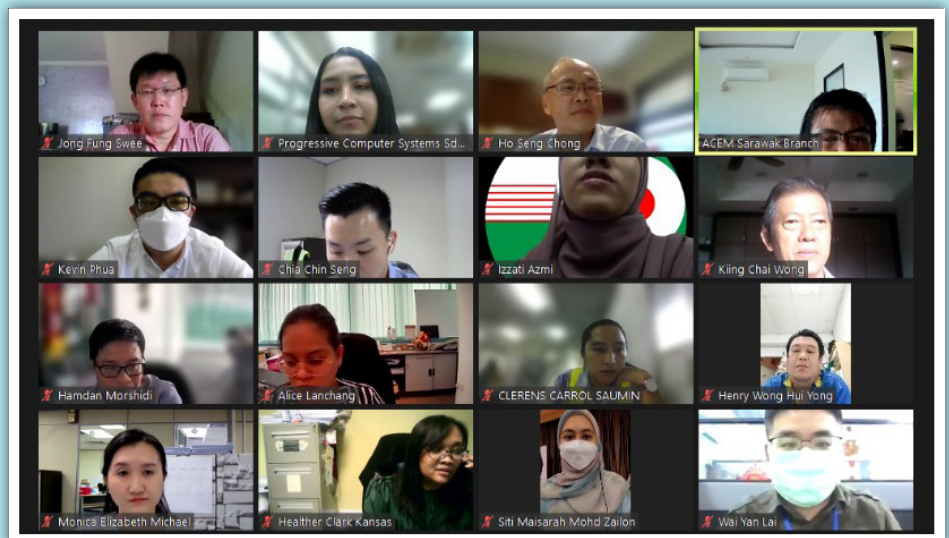 Jong Fung Swee
Progressive Computer Systems Sd...
Ho Seng Chong
ACEM Sarawak Branch
Kevin Phua
Chia Chin Seng
Izzati Azmi
Kiing Chai Wong
Hamdan Morshidi
Alice Lanchang
CLERENS CARROL SAUMIN
Henry Wong Hui Yong
Monica Elizabeth Michael
Healther Clark Kansas
Siti Maisarah Mohd Zailon
Wai Yan Lai